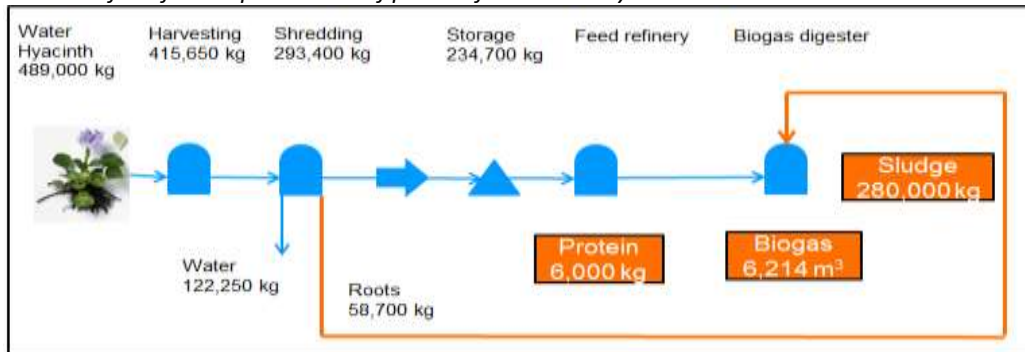 Water
Hyacinth
489,000 kg
Harvesting
415,650 kg
Shredding
293,400 kg
Storage
234,700 kg
Feed refinery
Biogas digester
Sludge
280,000 kg
Protein
6,000 kg
Biogas
6,214 m³
Water
122,250 kg
Roots
58,700 kg